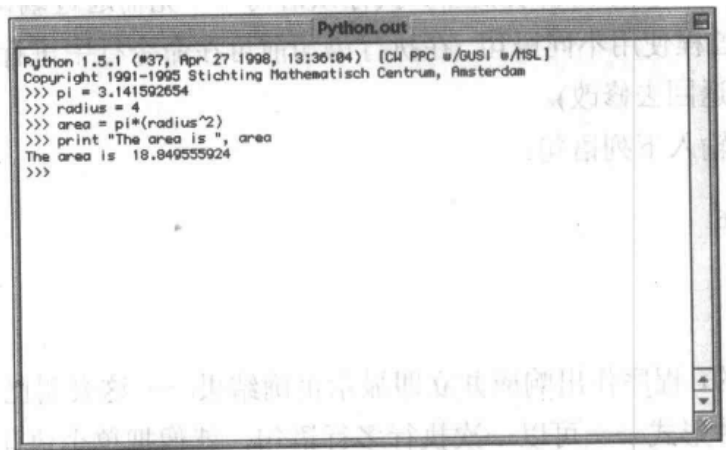 Python.out
Python 1.5.1 (#37, Apr 27 1998, 13:36:04) [CW PPC w/GUSI w/MSL]
Copyright 1991-1995 Stichting Mathematisch Centrum, Amsterdam
>>> pi = 3.141592654
>>> radius = 4
>>> area = pi*(radius^2)
>>> print "The area is ", area
The area is  18.849555924
>>>